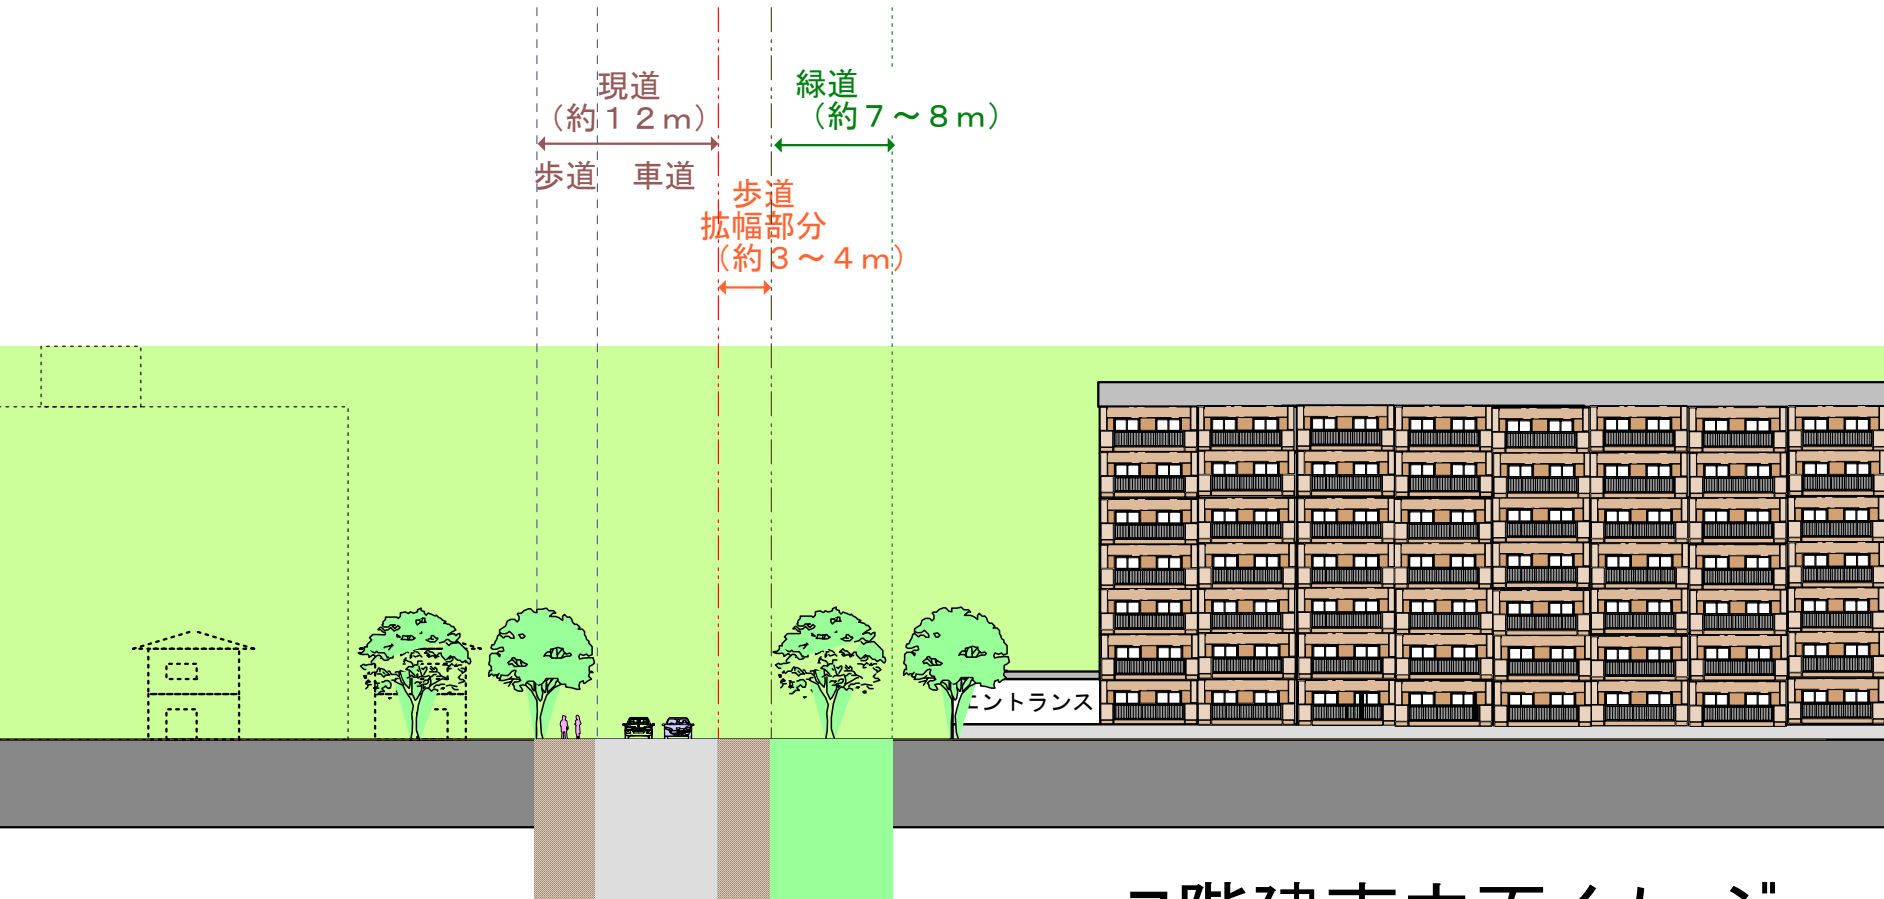 現道
（約１２ｍ）
緑道
（約７～８ｍ）
歩道 車道
歩道
拡幅部分
（約３～４ｍ）
エントランス